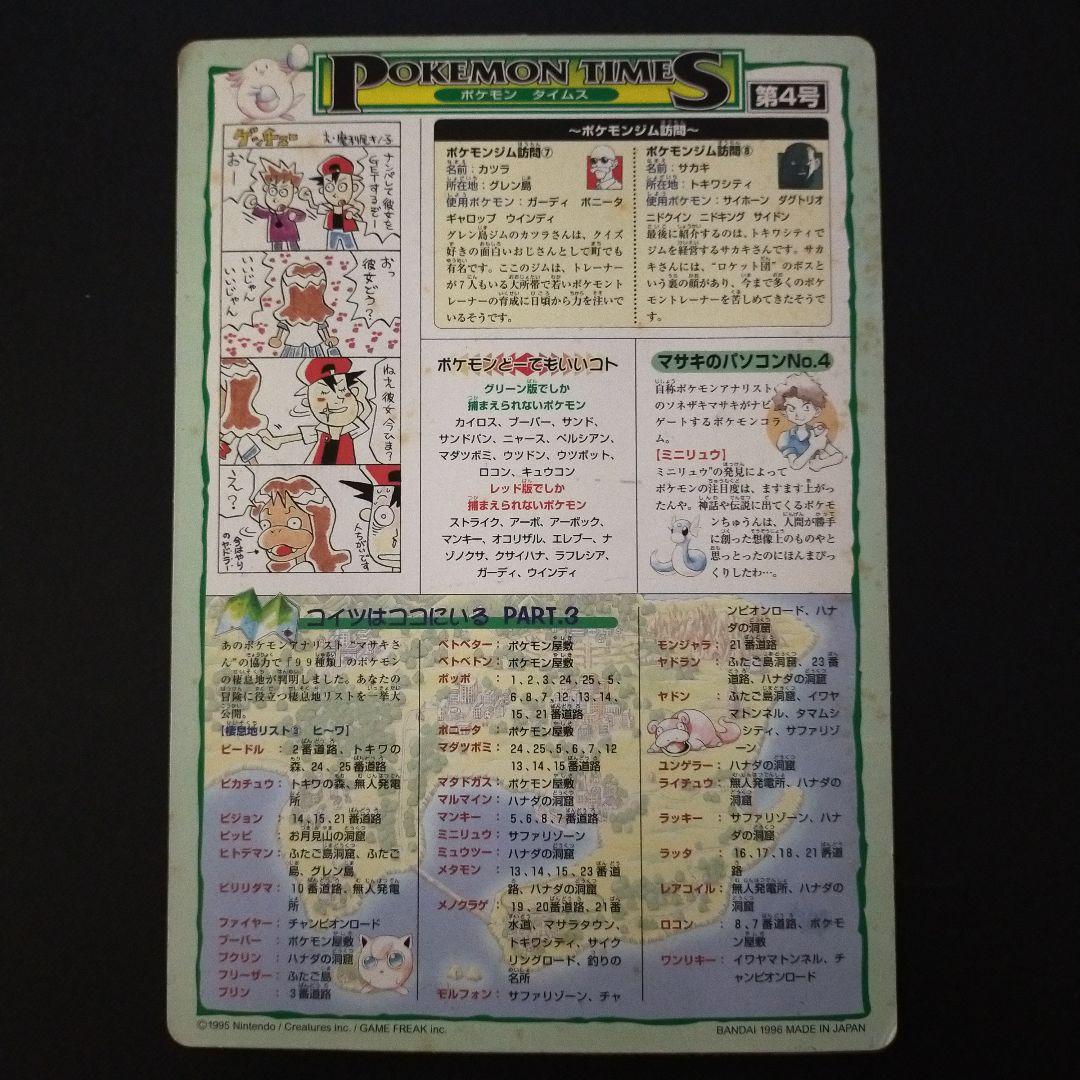 POKEMON TIMES
ポケモン タイムス
第4号
ゲッチュー
え・魔利尾オノ子
ナンパして彼女を
GETするぞー
おー
おっ
彼女どう?
いいじゃん
いいじゃん
ねえ彼女今ひま?
え?
今はやり
のヤドラー
人ちがいです
~ポケモンジム訪問~
ポケモンジム訪問⑦
名前:カツラ
所在地:グレン島
使用ポケモン:ガーディ ポニータ
ギャロップ ウインディ
グレン島ジムのカツラさんは、クイズ
好きの面白いおじさんとして町でも
有名です。ここのジムは、トレーナー
が7人もいる大所帯で若いポケモント
レーナーの育成に日頃から力を注いで
いるそうです。
ポケモンジム訪問⑧
名前:サカキ
所在地:トキワシティ
使用ポケモン:サイホーン ダグトリオ
ニドクイン ニドキング サイドン
最後に紹介するのは、トキワシティで
ジムを経営するサカキさんです。サカ
キさんには、“ロケット団”のボスと
いう裏の顔があり、今まで多くのポケ
モントレーナーを苦しめてきたそうで
す。
ポケモンどーでもいいコト
グリーン版でしか
捕まえられないポケモン
カイロス、ブーバー、サンド、
サンドパン、ニャース、ペルシアン、
マダツボミ、ウツドン、ウツボット、
ロコン、キュウコン
レッド版でしか
捕まえられないポケモン
ストライク、アーボ、アーボック、
マンキー、オコリザル、エレブー、ナ
ゾノクサ、クサイハナ、ラフレシア、
ガーディ、ウインディ
マサキのパソコンNo.4
自称ポケモンアナリスト
のソネザキマサキがナビ
ゲートするポケモンコラ
ム。
[ミニリュウ]
ミニリュウ”の発見によって
ポケモンの注目度は、ますます上がっ
たんや。神話や伝説に出てくるポケモ
ンちゅうんは、人間が勝手
に創った想像上のものやと
思っとったのにほんまびっ
くりしたわ…。
コイツはココにいる PART.3
あのポケモンアナリスト“マサキさ
ん”の協力で「99種類」のポケモン
の棲息地が判明しました。あなたの
冒険に役立つ棲息地リストを一挙大
公開。
[棲息地リスト③ ヒ~ワ]
ビードル : 2番道路、トキワの
森、24、25番道路
ピカチュウ:トキワの森、無人発電
所
ピジョン : 14、15、21番道路
ピッピ : お月見山の洞窟
ヒトデマン:ふたご島洞窟、ふたご
島、グレン島
ビリリダマ: 10番道路、無人発電
所
ファイヤー:チャンピオンロード
ブーバー : ポケモン屋敷
プクリン : ハナダの洞窟
フリーザー:ふたご島
プリン : 3番道路
ベトベター: ポケモン屋敷
ベトベトン: ポケモン屋敷
ポッポ : 1、2、3、24、25、5、
6、8、7、12、13、14、
15、21番道路
ポニータ : ポケモン屋敷
マダツボミ: 24、25、5、6、7、12
13、14、15番道路
マタドガス: ポケモン屋敷
マルマイン: ハナダの洞窟
マンキー : 5、6、8、7番道路
ミニリュウ: サファリゾーン
ミュウツー: ハナダの洞窟
メタモン : 13、14、15、23番道
路、ハナダの洞窟
メノクラゲ : 19、20番道路、21番
水道、マサラタウン、
トキワシティ、サイク
リングロード、釣りの
名所
モルフォン: サファリゾーン、チャ
ンピオンロード、ハナ
ダの洞窟
モンジャラ: 21番道路
ヤドラン : ふたご島洞窟、23番
道路、ハナダの洞窟
ヤドン : ふたご島洞窟、イワヤ
マトンネル、タマムシ
シティ、サファリゾー
ン
ユンゲラー: ハナダの洞窟
ライチュウ: 無人発電所、ハナダの
洞窟
ラッキー : サファリゾーン、ハナ
ダの洞窟
ラッタ : 16、17、18、21番道
路
レアコイル: 無人発電所、ハナダの
洞窟
ロコン : 8、7番道路、ポケモ
ン屋敷
ワンリキー: イワヤマトンネル、チ
ャンピオンロード
©1995 Nintendo / Creatures inc. / GAME FREAK inc.
BANDAI 1996 MADE IN JAPAN